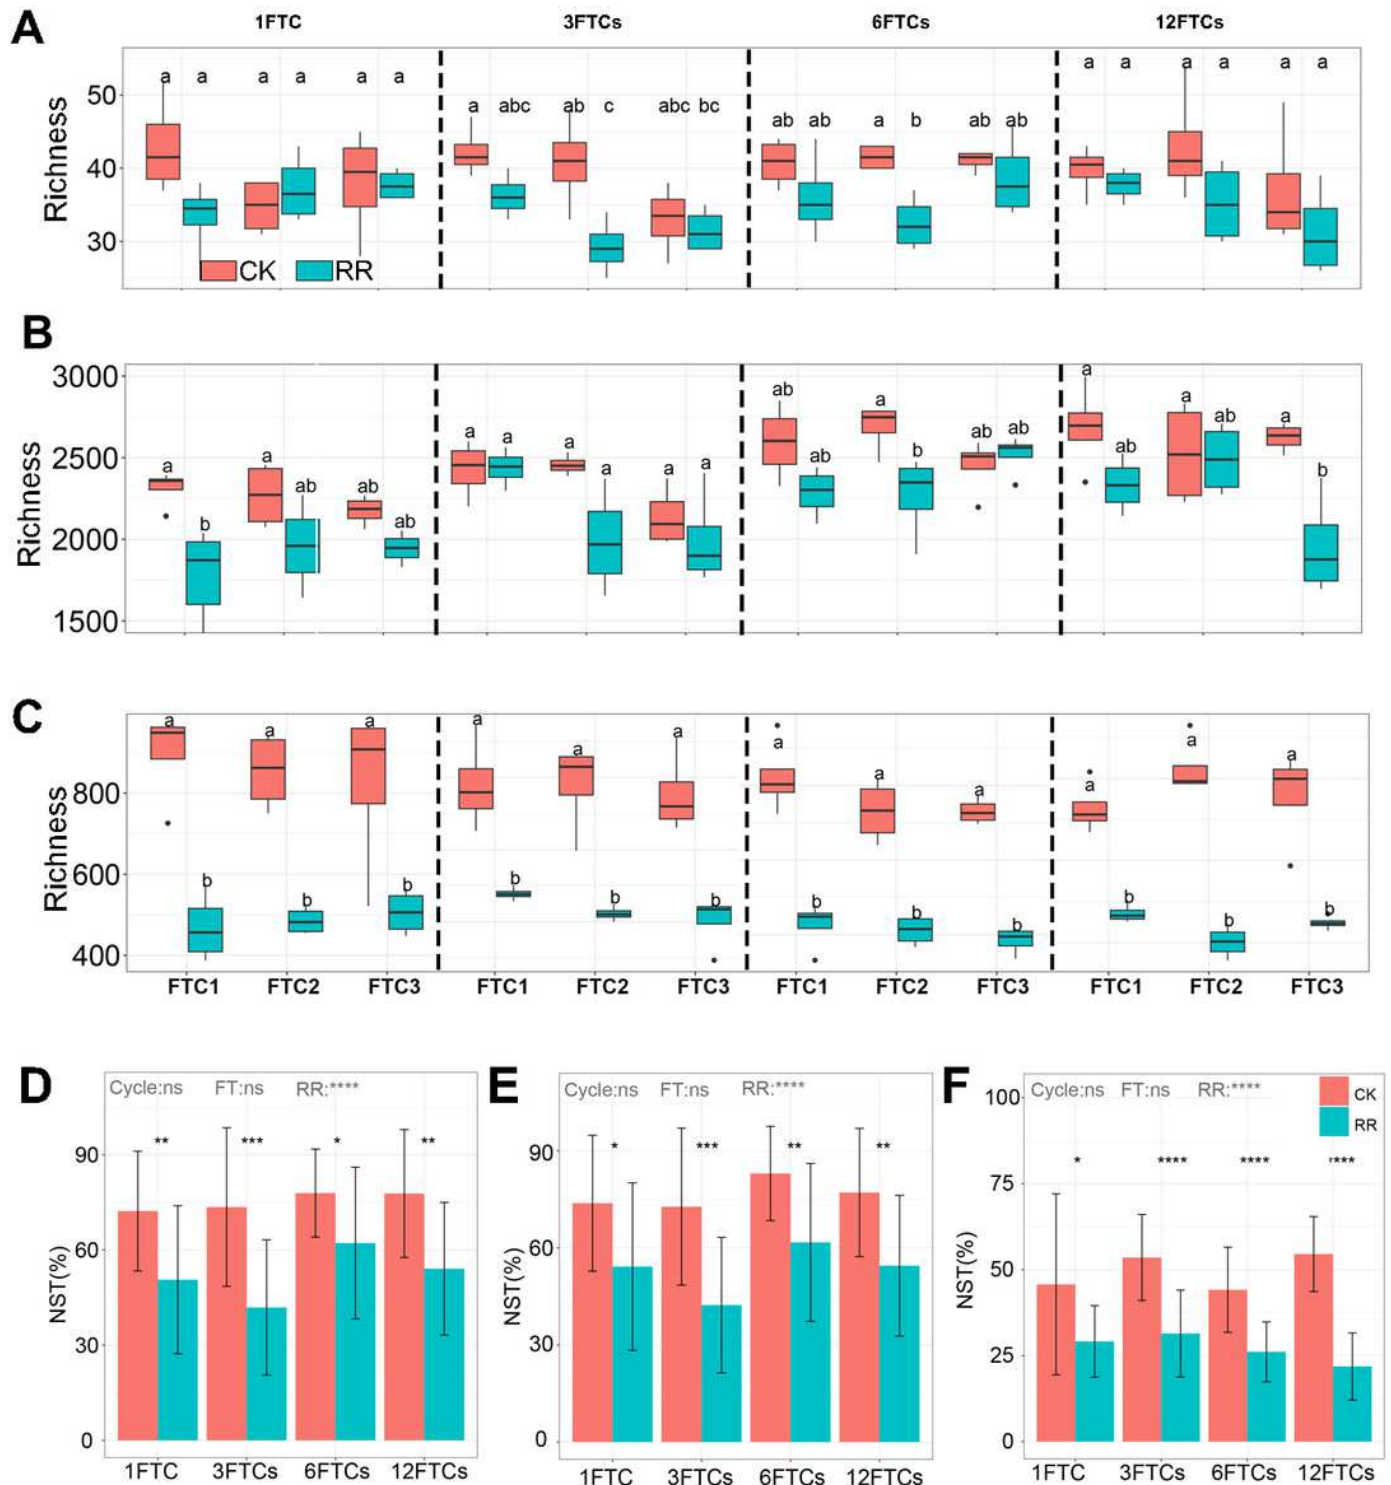 A
1FTC 3FTCs 6FTCs 12FTCs
a a a a a a a abc ab c abc bc ab ab a b ab ab a a a a a a
Richness
50
40
30
CK RR
B
a b a ab ab ab a a a a a a ab ab a b ab ab a ab a ab a b
Richness
3000
2500
2000
1500
C
a b a b a b a b a b a b a b a b a b a b a b a b
Richness
800
600
400
FTC1 FTC2 FTC3 FTC1 FTC2 FTC3 FTC1 FTC2 FTC3 FTC1 FTC2 FTC3
D
Cycle:ns FT:ns RR:****
** *** * **
NST(%)
90
60
30
0
1FTC 3FTCs 6FTCs 12FTCs
E
Cycle:ns FT:ns RR:****
* *** ** **
NST(%)
90
60
30
0
1FTC 3FTCs 6FTCs 12FTCs
F
Cycle:ns FT:ns RR:****
CK
RR
* **** **** ****
NST(%)
100
75
50
25
0
1FTC 3FTCs 6FTCs 12FTCs